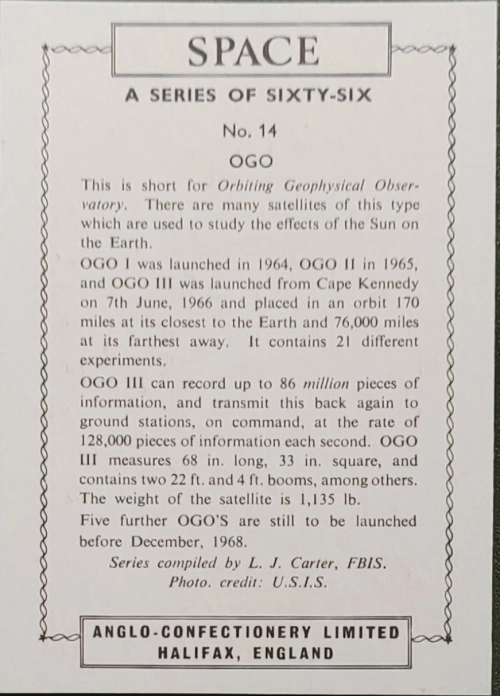 SPACE
A SERIES OF SIXTY-SIX
No. 14
OGO
This is short for Orbiting Geophysical Obser-
vatory. There are many satellites of this type
which are used to study the effects of the Sun on
the Earth.
OGO I was launched in 1964, OGO II in 1965,
and OGO III was launched from Cape Kennedy
on 7th June, 1966 and placed in an orbit 170
miles at its closest to the Earth and 76,000 miles
at its farthest away. It contains 21 different
experiments.
OGO III can record up to 86 million pieces of
information, and transmit this back again to
ground stations, on command, at the rate of
128,000 pieces of information each second. OGO
III measures 68 in. long, 33 in. square, and
contains two 22 ft. and 4 ft. booms, among others.
The weight of the satellite is 1,135 lb.
Five further OGO'S are still to be launched
before December, 1968.
Series compiled by L. J. Carter, FBIS.
Photo. credit: U.S.I.S.
ANGLO-CONFECTIONERY LIMITED
HALIFAX, ENGLAND